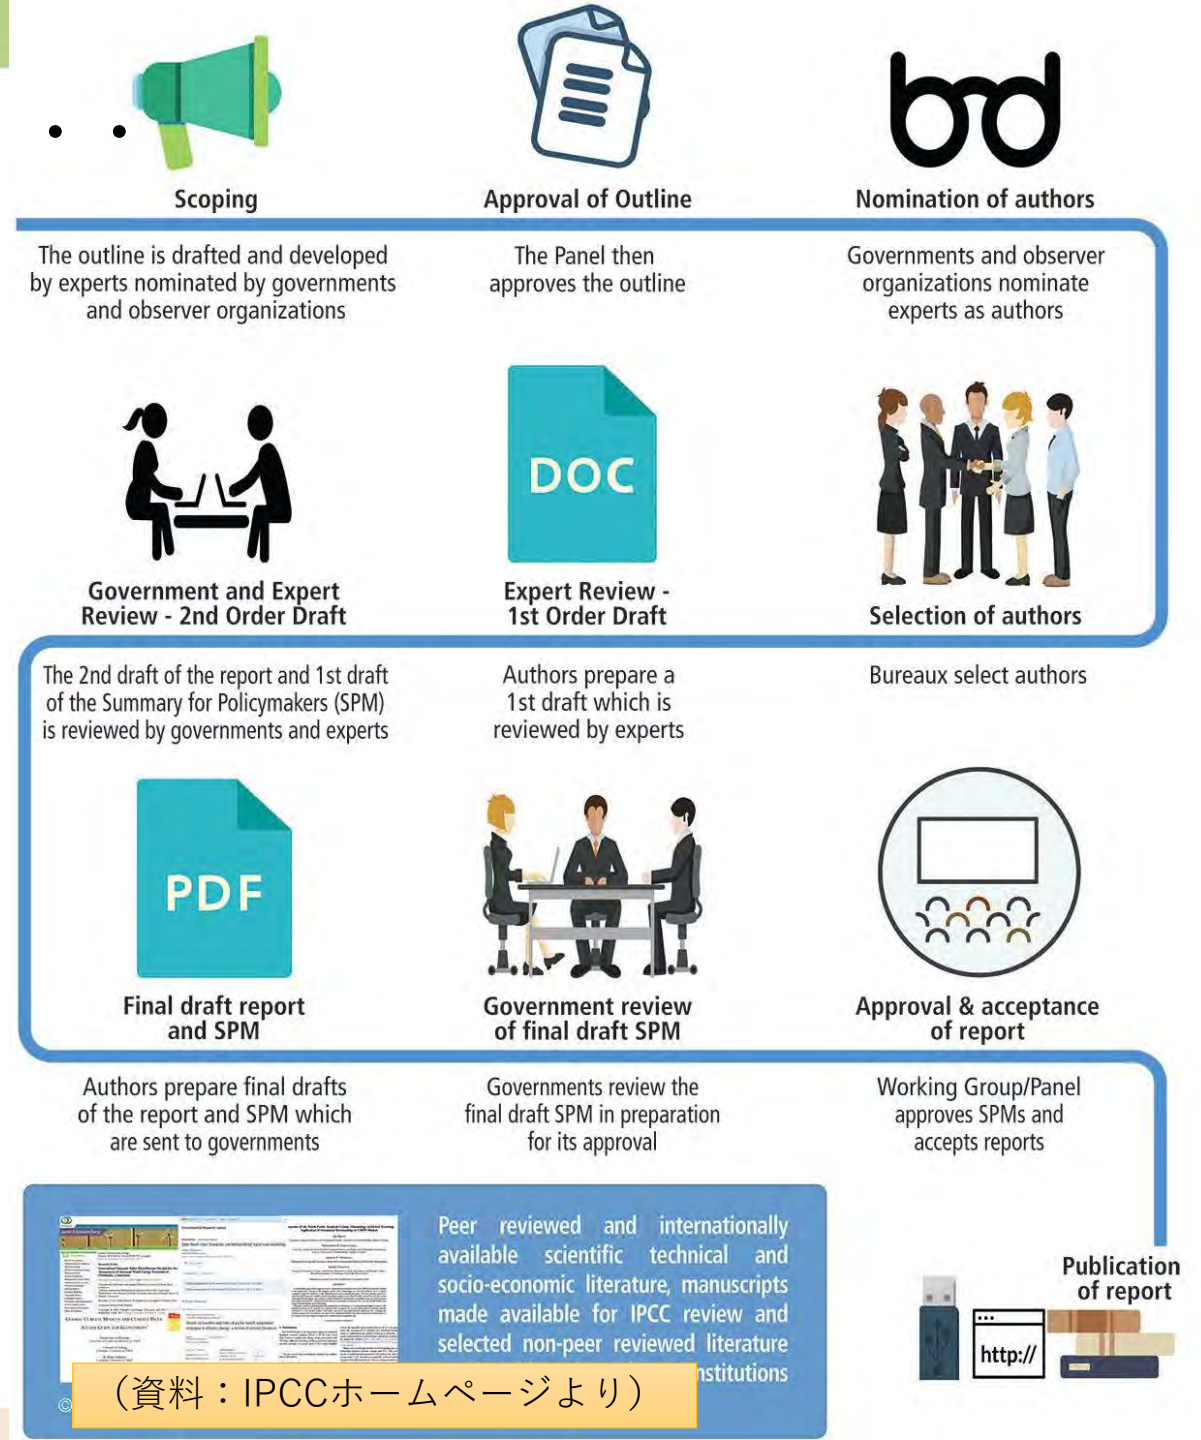 Scoping
The outline is drafted and developed
by experts nominated by governments
and observer organizations
Approval of Outline
The Panel then
approves the outline
Nomination of authors
Governments and observer
organizations nominate
experts as authors
Selection of authors
Bureaux select authors
DOC
Expert Review -
1st Order Draft
Authors prepare a
1st draft which is
reviewed by experts
Government and Expert
Review - 2nd Order Draft
The 2nd draft of the report and 1st draft
of the Summary for Policymakers (SPM)
is reviewed by governments and experts
PDF
Final draft report
and SPM
Authors prepare final drafts
of the report and SPM which
are sent to governments
Government review
of final draft SPM
Governments review the
final draft SPM in preparation
for its approval
Approval & acceptance
of report
Working Group/Panel
approves SPMs and
accepts reports
Publication
of report
http://
Peer reviewed and internationally
available scientific technical and
socio-economic literature, manuscripts
made available for IPCC review and
selected non-peer reviewed literature
nstitutions
©
（資料：IPCCホームページより）